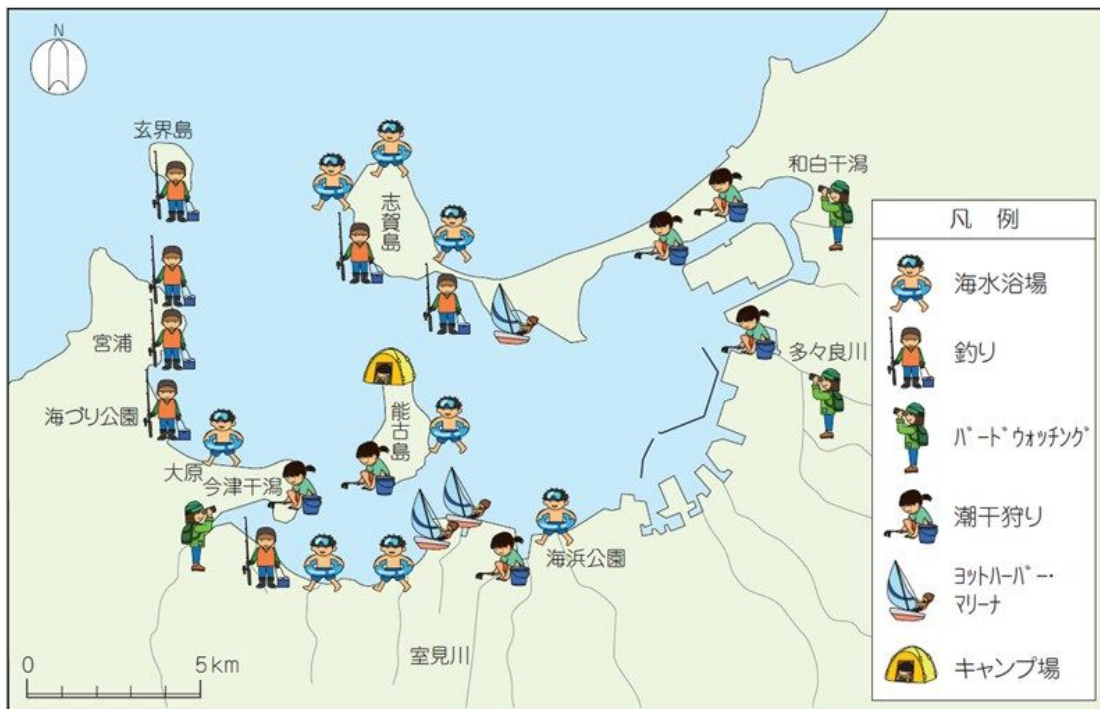 N
玄界島
志賀島
和白干潟
宮浦
海づり公園
大原
今津干潟
能古島
多々良川
海浜公園
室見川
0
5km
凡例
海水浴場
釣り
ﾊﾞｰﾄﾞｳｫｯﾁﾝｸﾞ
潮干狩り
ﾖｯﾄﾊｰﾊﾞｰ･
ﾏﾘｰﾅ
キャンプ場